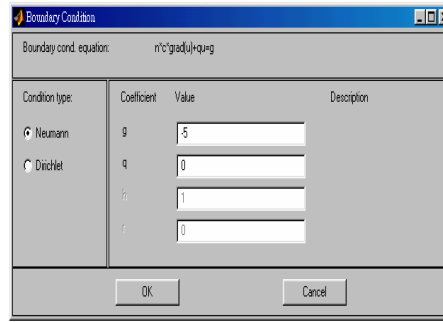 Boundary Condition
Boundary cond. equation: n*c*grad(u)+qu=g
Condition type: Coefficient Value Description
Neumann g -5
Dirichlet q 0
h 1
r 0
OK Cancel